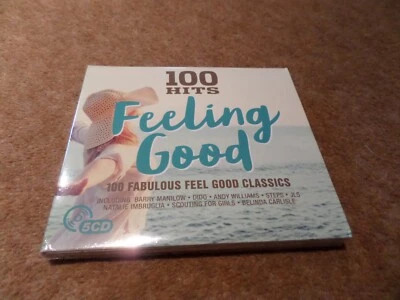 100
HITS
Feeling
Good
100 FABULOUS FEEL GOOD CLASSICS
INCLUDING BARRY MANILOW • DIDO • ANDY WILLIAMS • STEPS • JLS
NATALIE IMBRUGLIA • SCOUTING FOR GIRLS • BELINDA CARLISLE
5CD